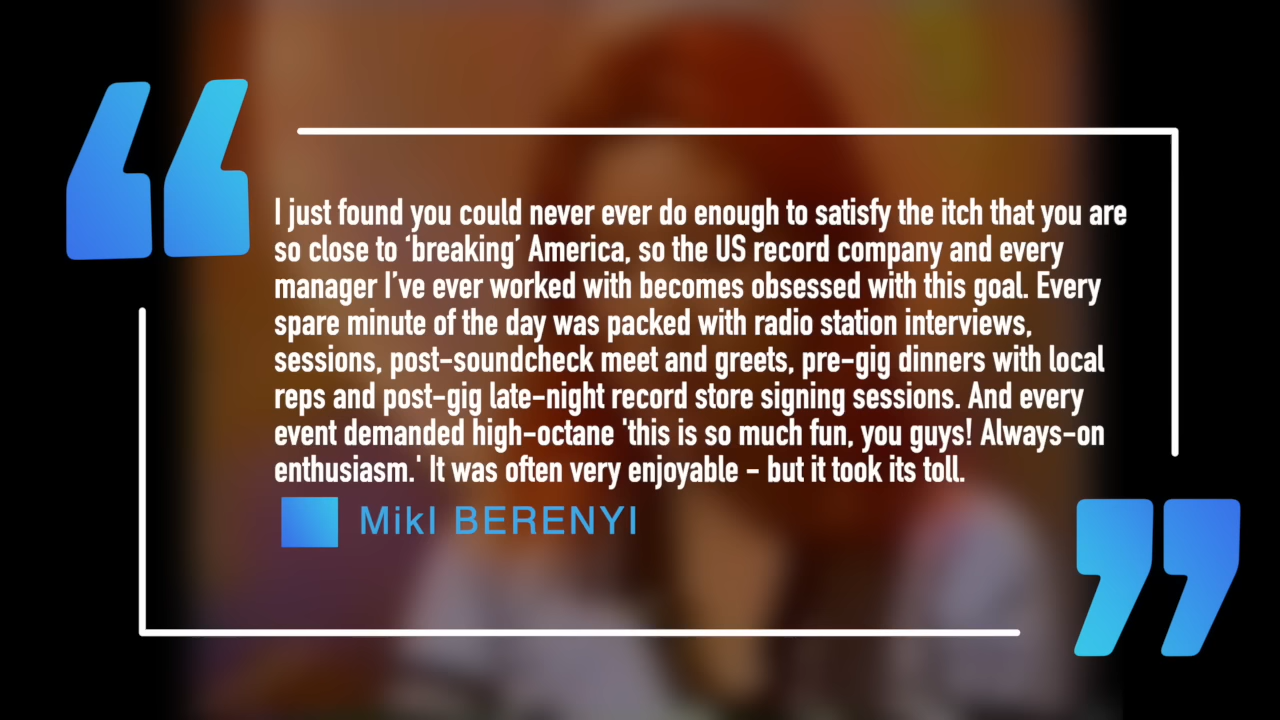 I just found you could never ever do enough to satisfy the itch that you are
so close to ‘breaking’ America, so the US record company and every
manager I’ve ever worked with becomes obsessed with this goal. Every
spare minute of the day was packed with radio station interviews,
sessions, post-soundcheck meet and greets, pre-gig dinners with local
reps and post-gig late-night record store signing sessions. And every
event demanded high-octane 'this is so much fun, you guys! Always-on
enthusiasm.' It was often very enjoyable - but it took its toll.
MikI BERENYI